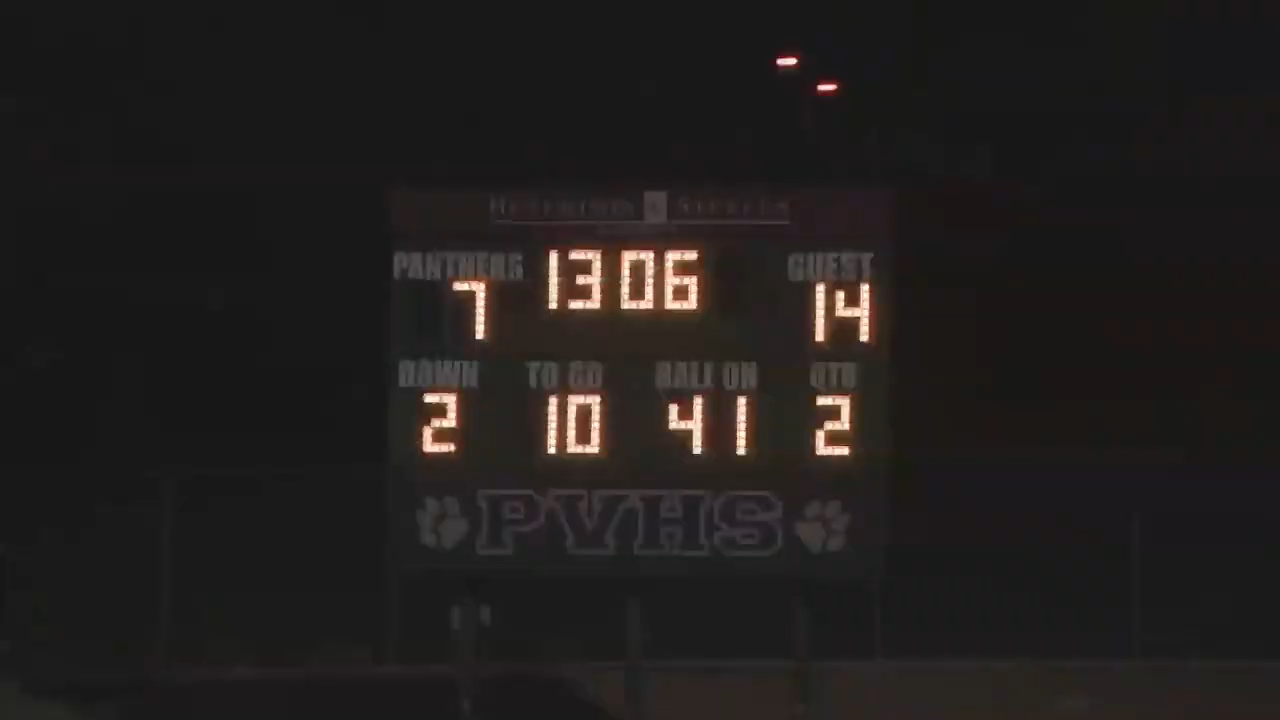 PANTHERS 13 06 GUEST
7 14
DOWN TO GO BALL ON QTR
2 10 41 2
PVHS